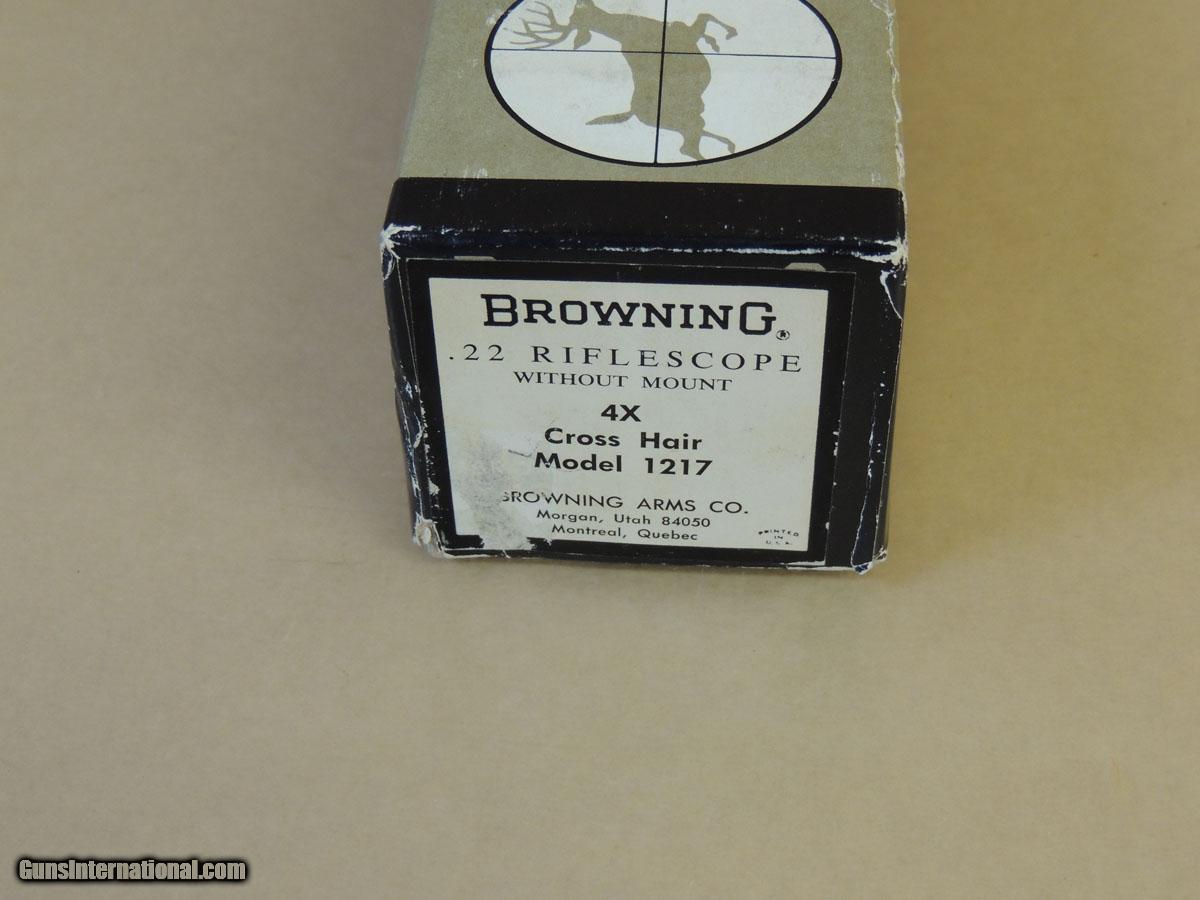 BROWNING®
.22 RIFLESCOPE
WITHOUT MOUNT
4X
Cross Hair
Model 1217
BROWNING ARMS CO.
Morgan, Utah 84050
Montreal, Quebec
PRINTED
IN
U.S.A.
GunsInternational.com